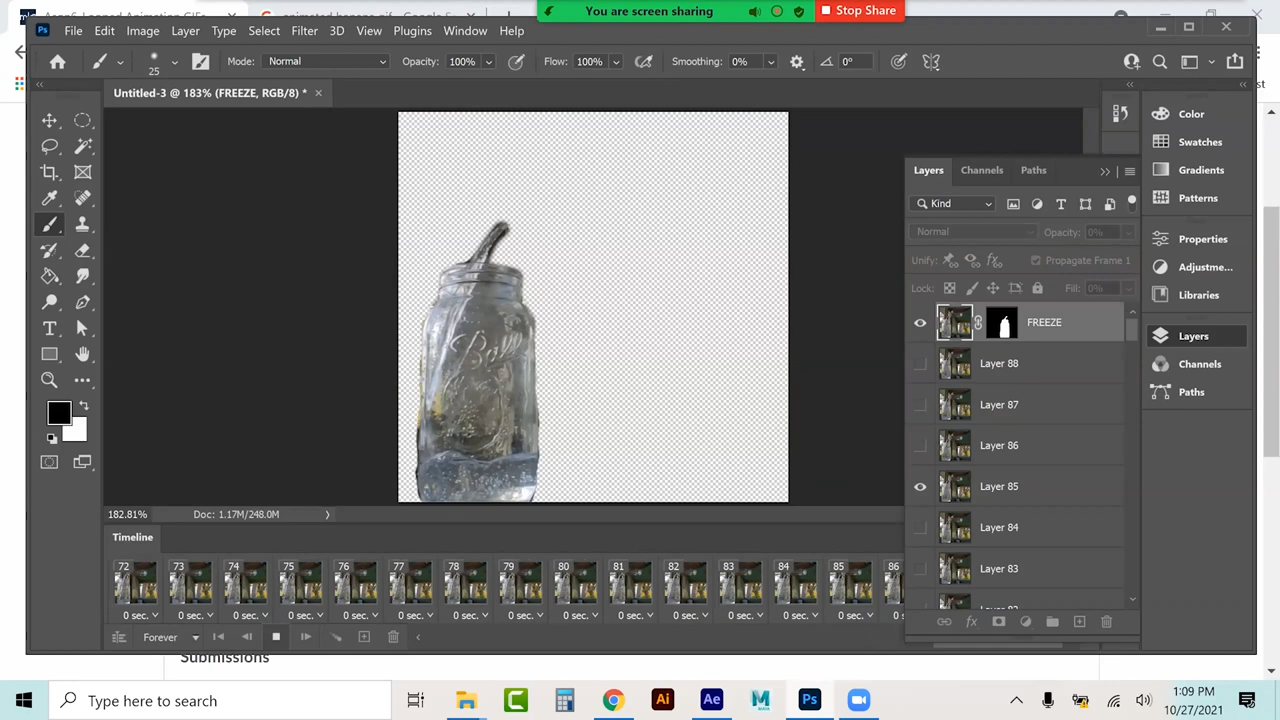 You are screen sharing
Stop Share
Ps
File Edit Image Layer Type Select Filter 3D View Plugins Window Help
25
Mode: Normal
Opacity: 100%
Flow: 100%
Smoothing: 0%
0°
Untitled-3 @ 183% (FREEZE, RGB/8) *
Color
Swatches
Gradients
Patterns
Properties
Adjustme...
Libraries
Layers
Channels
Paths
Layers Channels Paths
Kind
Normal Opacity: 0%
Unify: Propagate Frame 1
Lock: Fill: 0%
FREEZE
Layer 88
Layer 87
Layer 86
Layer 85
Layer 84
Layer 83
Ball
182.81% Doc: 1.17M/248.0M
Timeline
72 73 74 75 76 77 78 79 80 81 82 83 84 85 86
0 sec. 0 sec. 0 sec. 0 sec. 0 sec. 0 sec. 0 sec. 0 sec. 0 sec. 0 sec. 0 sec. 0 sec. 0 sec. 0 sec. 0
Forever
Submissions
Type here to search
Ai Ae M Ps
1:09 PM
10/27/2021